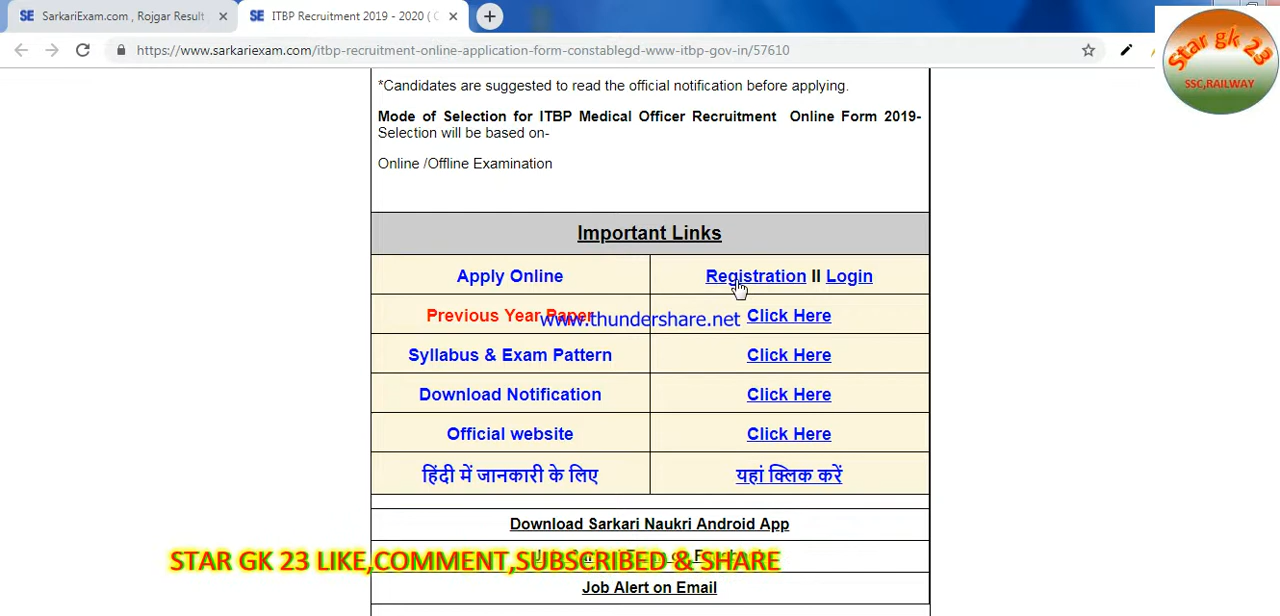 SE SarkariExam.com , Rojgar Result
SE ITBP Recruitment 2019 - 2020 ( C
https://www.sarkariexam.com/itbp-recruitment-online-application-form-constablegd-www-itbp-gov-in/57610
Star gk 23
SSC,RAILWAY
*Candidates are suggested to read the official notification before applying.
Mode of Selection for ITBP Medical Officer Recruitment Online Form 2019-
Selection will be based on-
Online /Offline Examination
Important Links
Apply Online Registration II Login
Previous Year Paper Click Here
www.thundershare.net
Syllabus & Exam Pattern Click Here
Download Notification Click Here
Official website Click Here
हिंदी में जानकारी के लिए यहां क्लिक करें
Download Sarkari Naukri Android App
STAR GK 23 LIKE,COMMENT,SUBSCRIBED & SHARE
Job Alert on Email